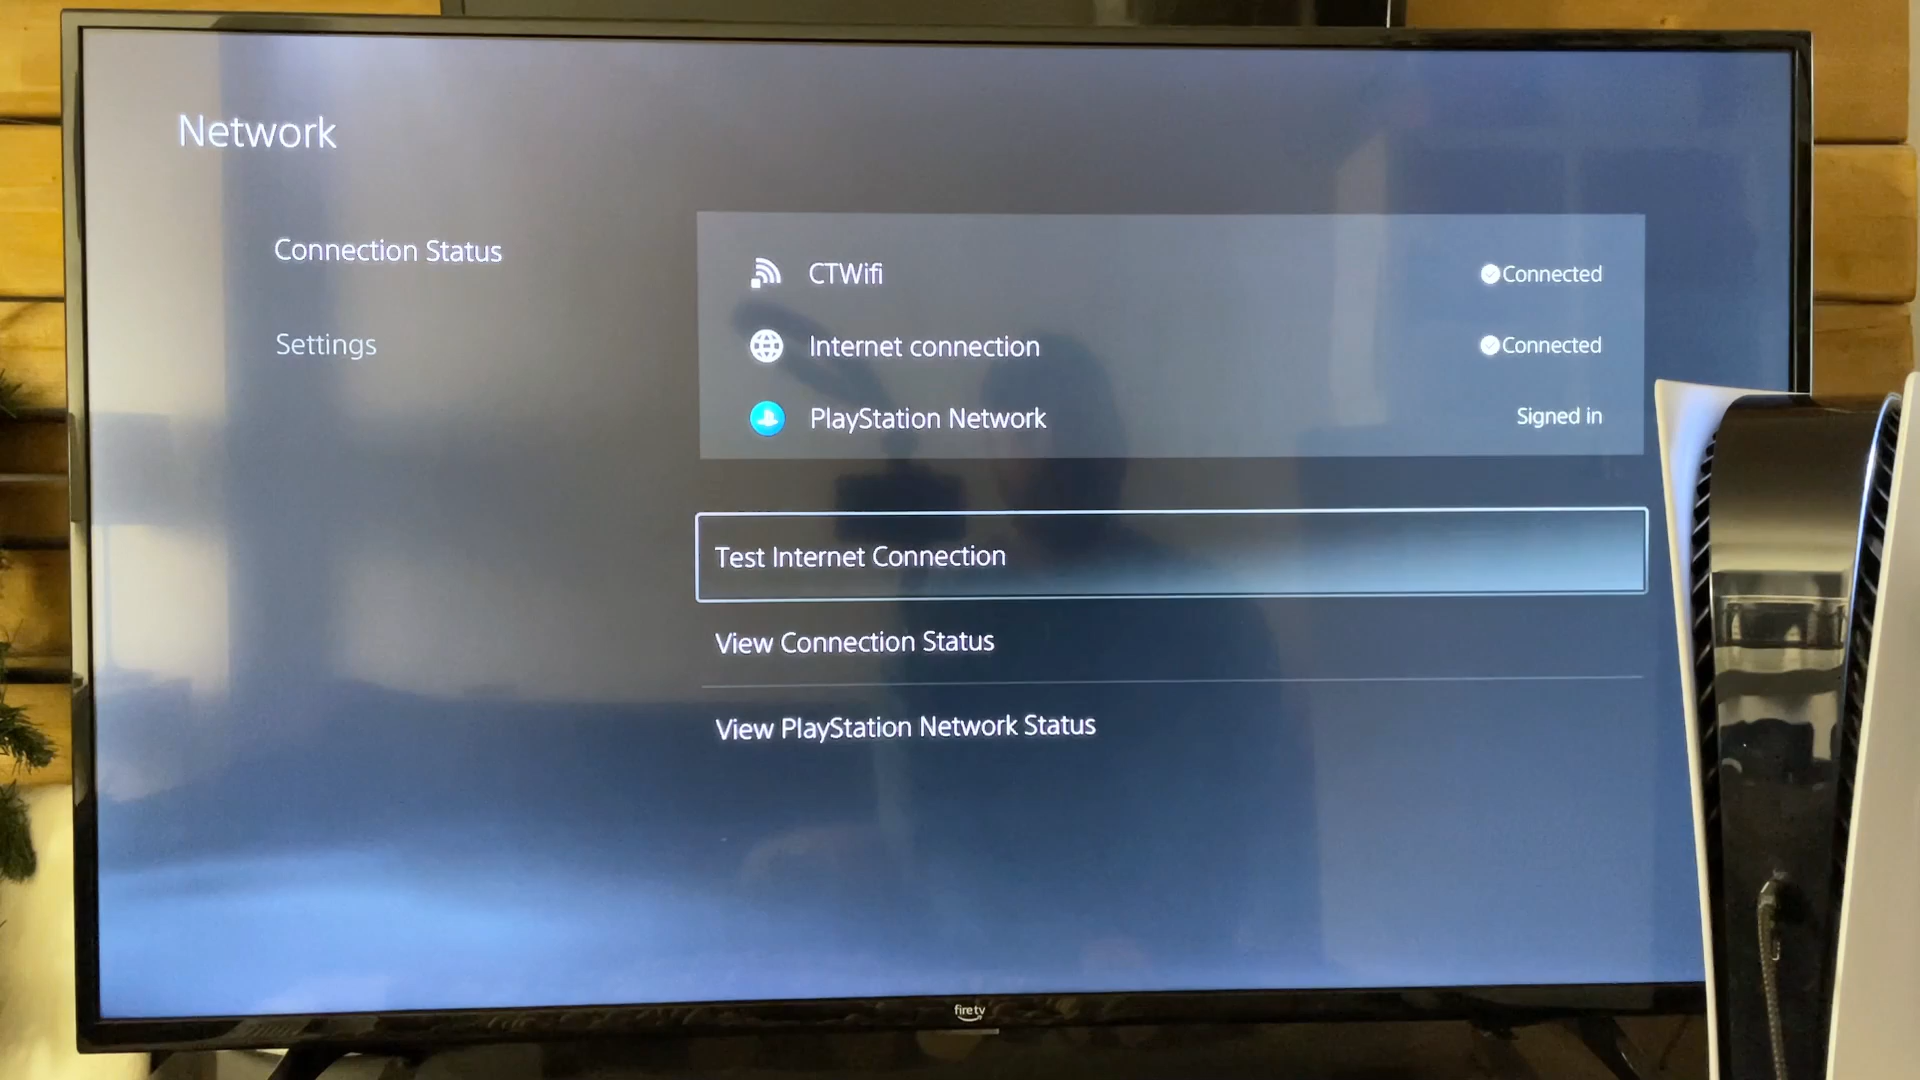 Network
Connection Status
Settings
CTWifi
Connected
Internet connection
Connected
PlayStation Network
Signed in
Test Internet Connection
View Connection Status
View PlayStation Network Status
fire tv